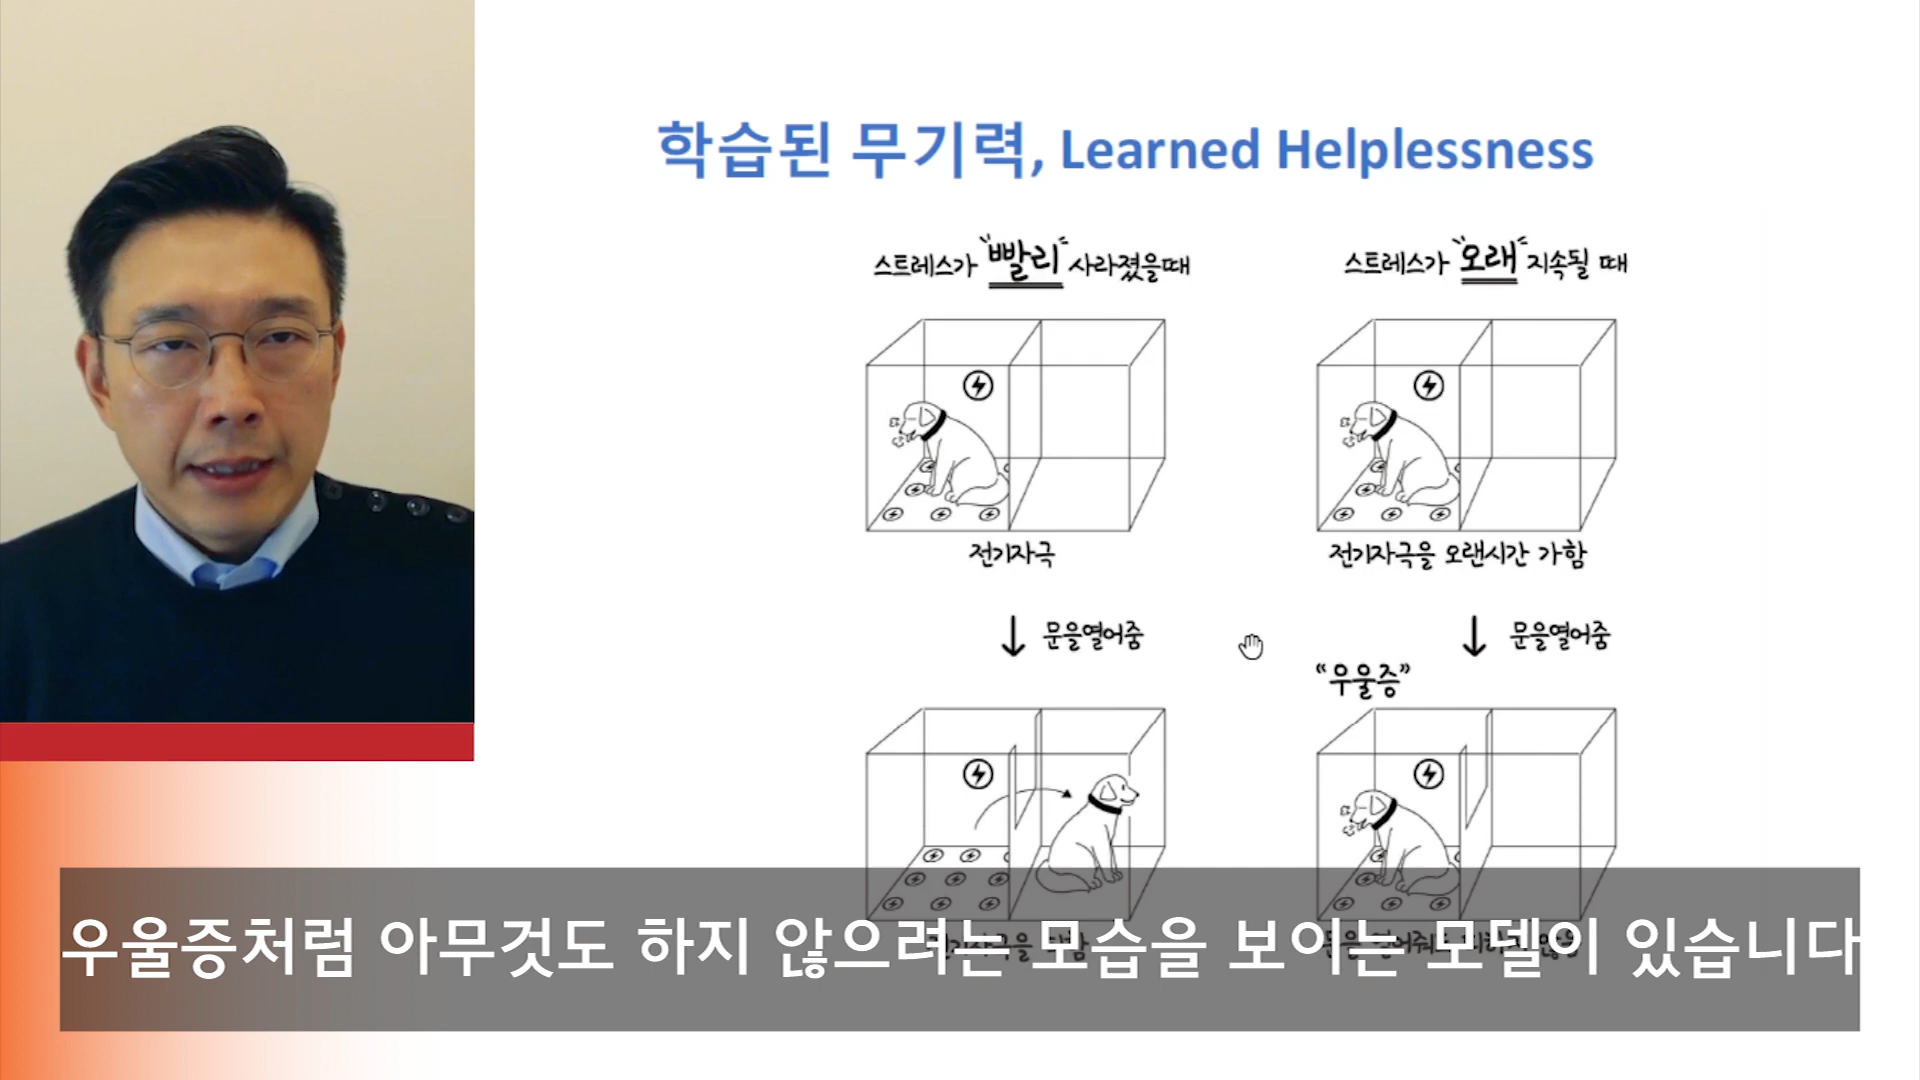 학습된 무기력, Learned Helplessness
스트레스가 "빨리" 사라졌을때
스트레스가 "오래" 지속될 때
전기자극
전기자극을 오랜시간 가함
↓ 문을열어줌
↓ 문을열어줌
"우울증"
우울증처럼 아무것도 하지 않으려는 모습을 보이는 모델이 있습니다